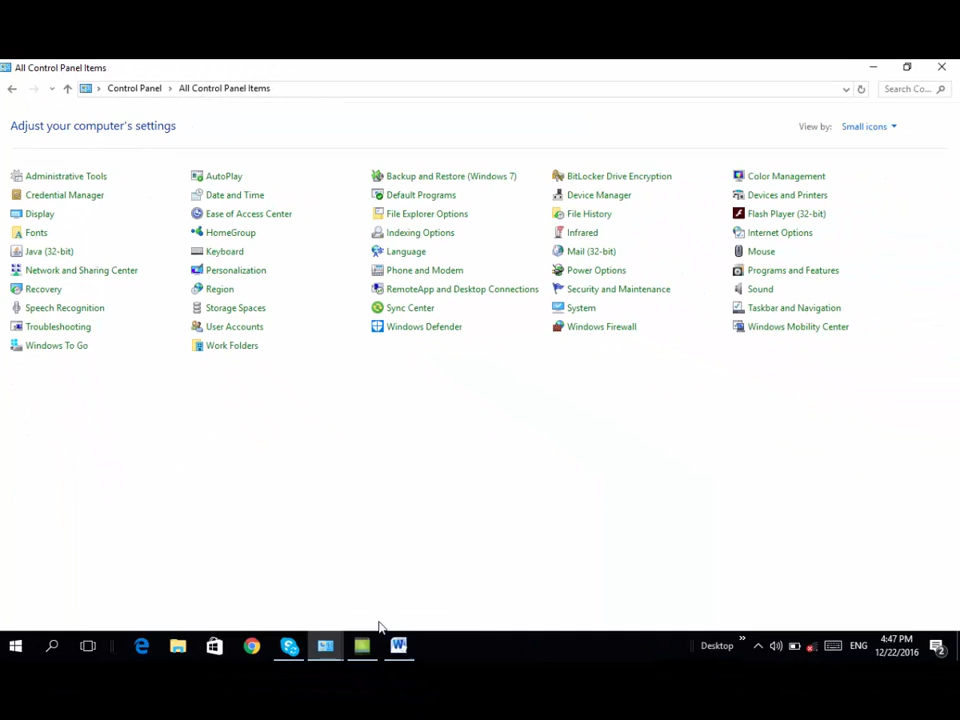 All Control Panel Items
Control Panel All Control Panel Items Search Co...
Adjust your computer's settings View by: Small icons
Administrative Tools AutoPlay Backup and Restore (Windows 7) BitLocker Drive Encryption Color Management
Credential Manager Date and Time Default Programs Device Manager Devices and Printers
Display Ease of Access Center File Explorer Options File History Flash Player (32-bit)
Fonts HomeGroup Indexing Options Infrared Internet Options
Java (32-bit) Keyboard Language Mail (32-bit) Mouse
Network and Sharing Center Personalization Phone and Modem Power Options Programs and Features
Recovery Region RemoteApp and Desktop Connections Security and Maintenance Sound
Speech Recognition Storage Spaces Sync Center System Taskbar and Navigation
Troubleshooting User Accounts Windows Defender Windows Firewall Windows Mobility Center
Windows To Go Work Folders
Desktop ENG 4:47 PM
12/22/2016 2